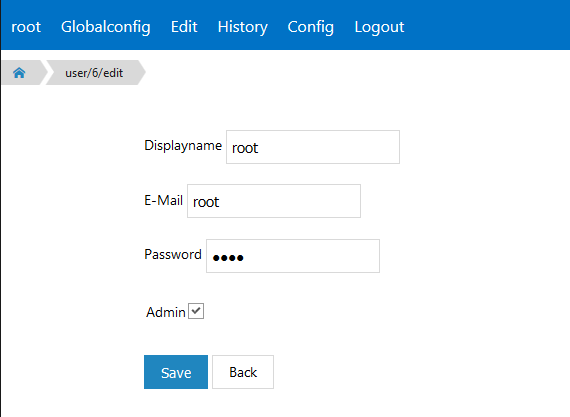 root Globalconfig Edit History Config Logout
user/6/edit
Displayname root
E-Mail root
Password ••••
Admin
Save Back